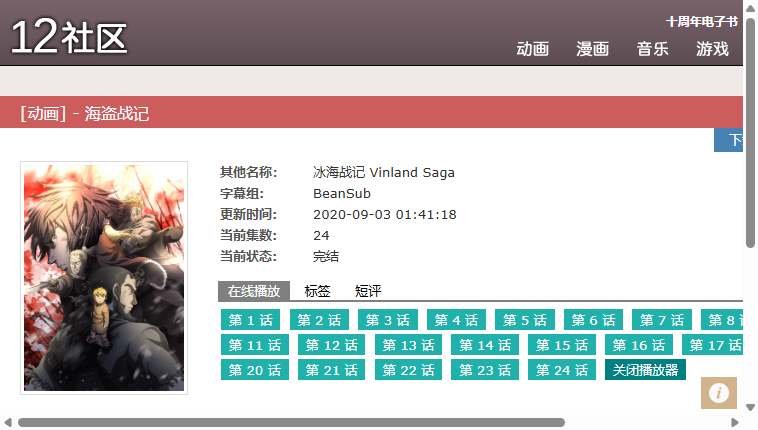 12社区
十周年电子书
动画 漫画 音乐 游戏
[动画] - 海盗战记
其他名称: 冰海战记 Vinland Saga
字幕组: BeanSub
更新时间: 2020-09-03 01:41:18
当前集数: 24
当前状态: 完结
在线播放 标签 短评
第 1 话 第 2 话 第 3 话 第 4 话 第 5 话 第 6 话 第 7 话 第 8
第 11 话 第 12 话 第 13 话 第 14 话 第 15 话 第 16 话 第 17 话
第 20 话 第 21 话 第 22 话 第 23 话 第 24 话 关闭播放器